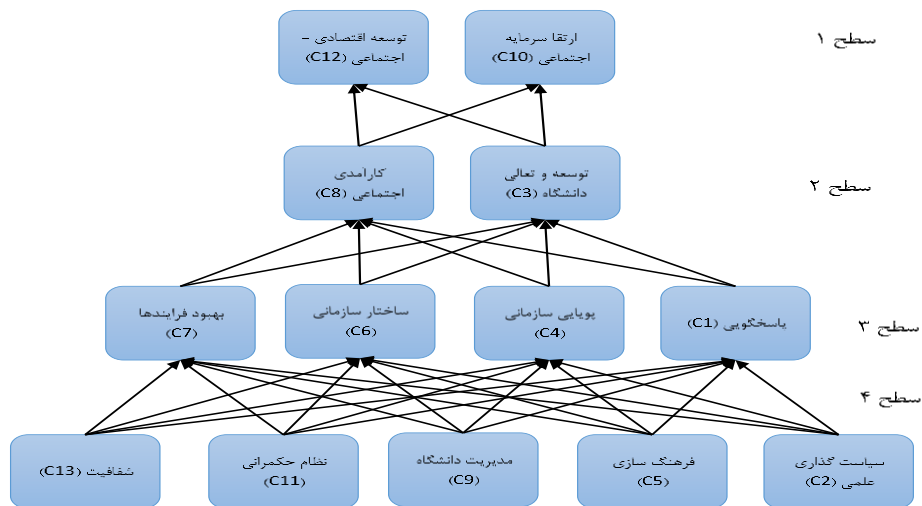 سطح ۱
ارتقا سرمایه
اجتماعی (C10)
توسعه اقتصادی –
اجتماعی (C12)
سطح ۲
توسعه و تعالی
دانشگاه (C3)
کارآمدی
اجتماعی (C8)
سطح ۳
پاسخگویی (C1)
پویایی سازمانی
(C4)
ساختار سازمانی
(C6)
بهبود فرایندها
(C7)
سطح ۴
سیاست گذاری
علمی (C2)
فرهنگ سازی
(C5)
مدیریت دانشگاه
(C9)
نظام حکمرانی
(C11)
شفافیت (C13)